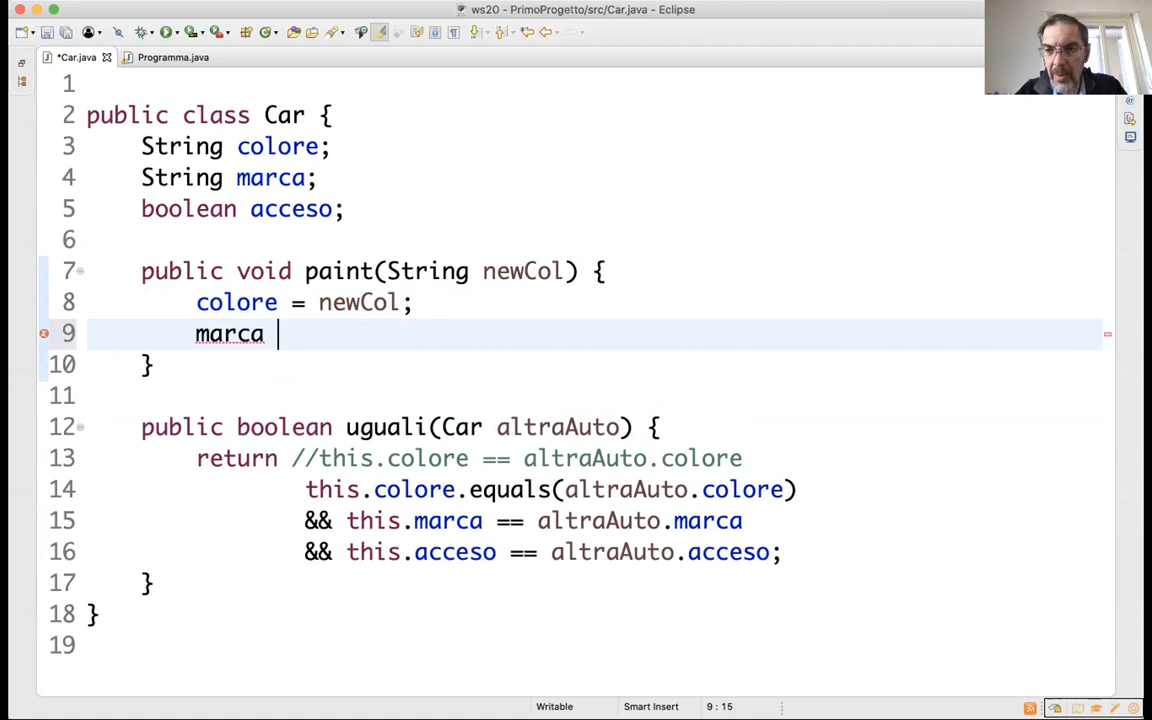 ws20 - PrimoProgetto/src/Car.java - Eclipse
*Car.java
Programma.java
1
2 public class Car {
3 String colore;
4 String marca;
5 boolean acceso;
6
7 public void paint(String newCol) {
8 colore = newCol;
9 marca
10 }
11
12 public boolean uguali(Car altraAuto) {
13 return //this.colore == altraAuto.colore
14 this.colore.equals(altraAuto.colore)
15 && this.marca == altraAuto.marca
16 && this.acceso == altraAuto.acceso;
17 }
18 }
19
Writable
Smart Insert
9 : 15